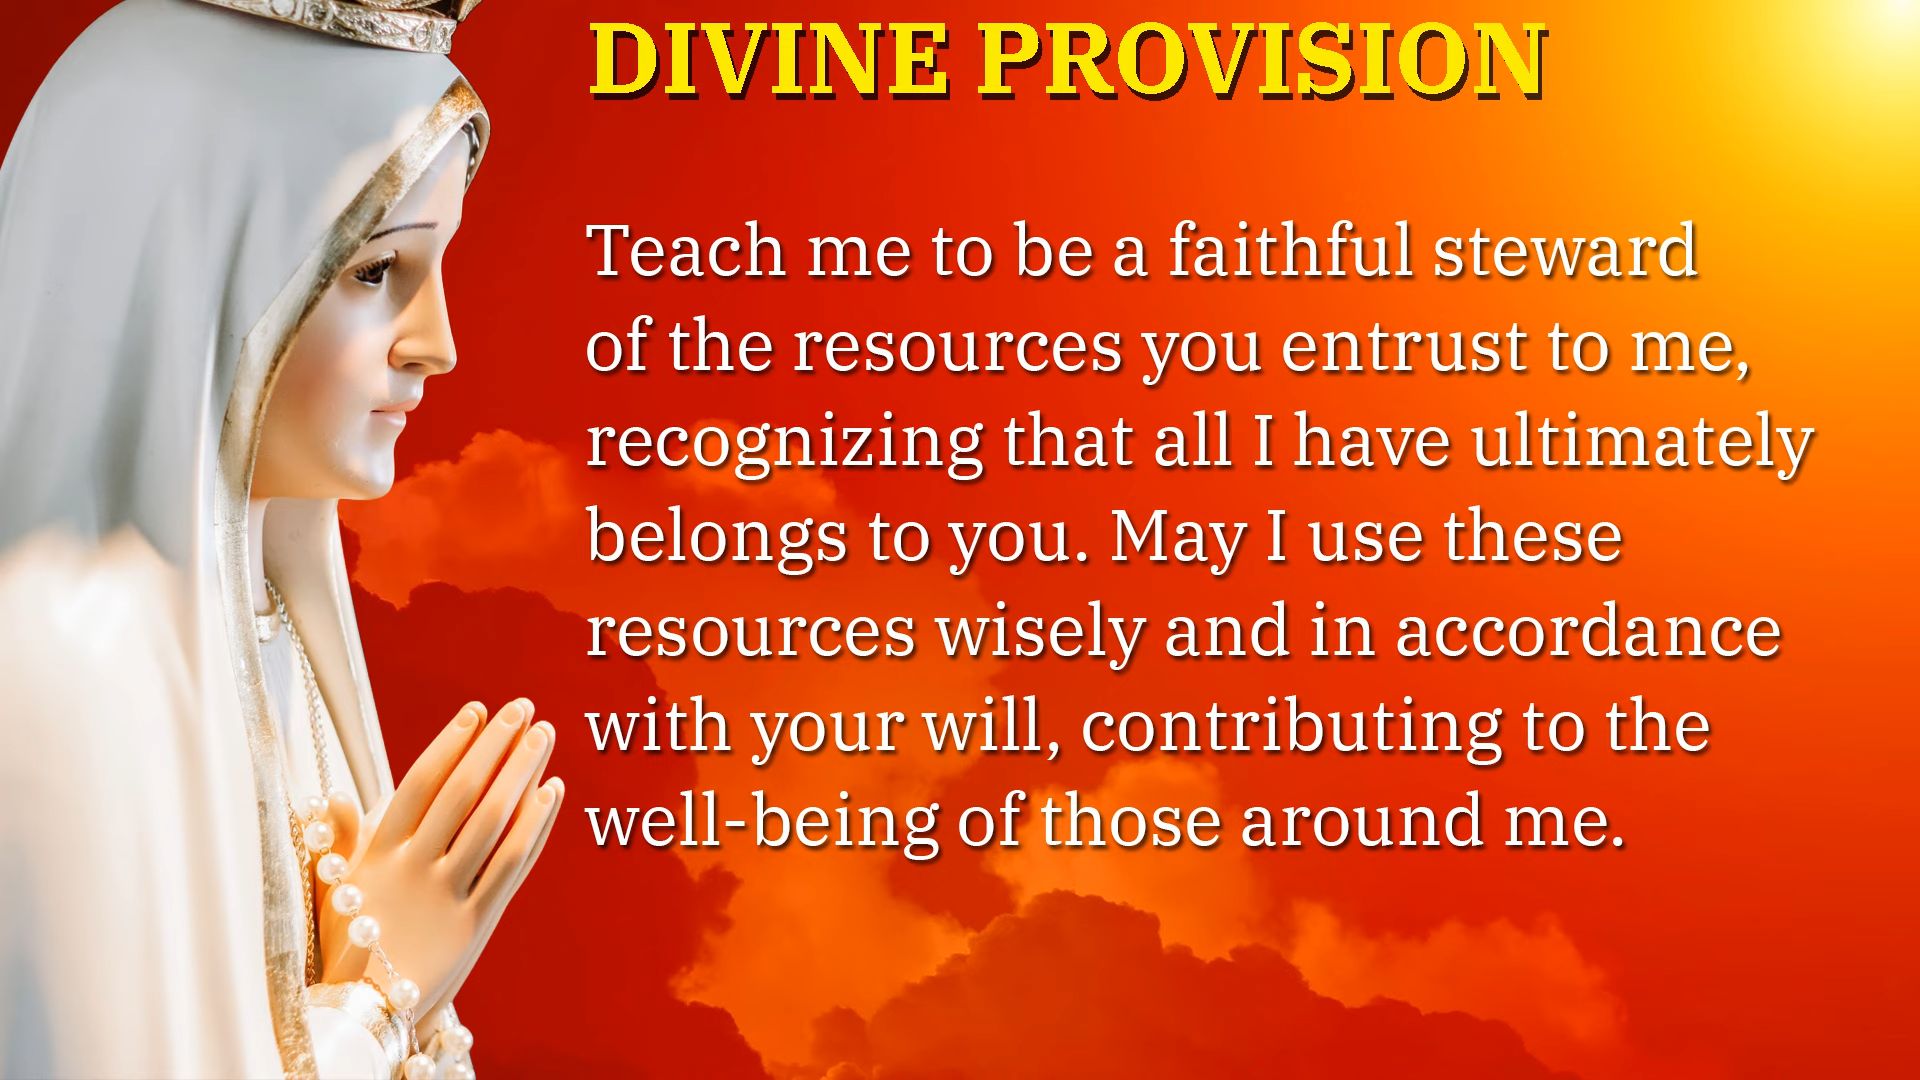 DIVINE PROVISION
Teach me to be a faithful steward
of the resources you entrust to me,
recognizing that all I have ultimately
belongs to you. May I use these
resources wisely and in accordance
with your will, contributing to the
well-being of those around me.